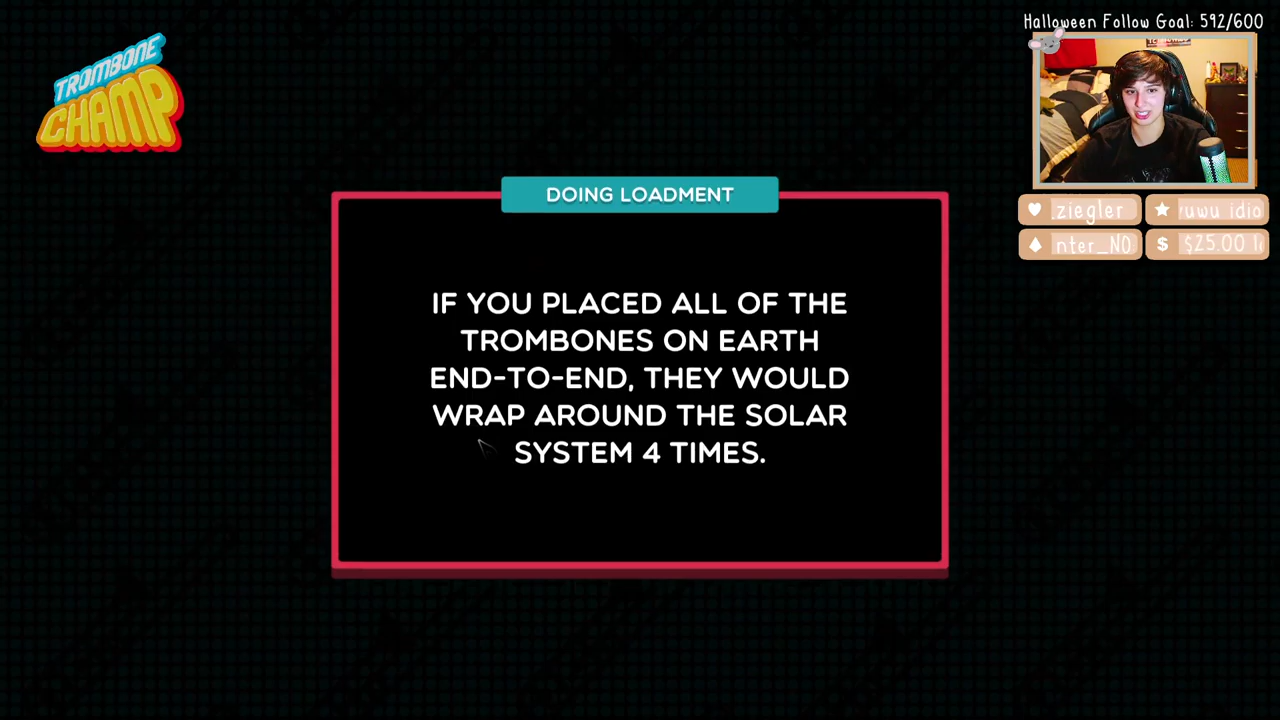 Halloween Follow Goal: 592/600
TROMBONE
CHAMP
DOING LOADMENT
IF YOU PLACED ALL OF THE
TROMBONES ON EARTH
END-TO-END, THEY WOULD
WRAP AROUND THE SOLAR
SYSTEM 4 TIMES.
.ziegler
uwu idio
nter_N0
$25.00